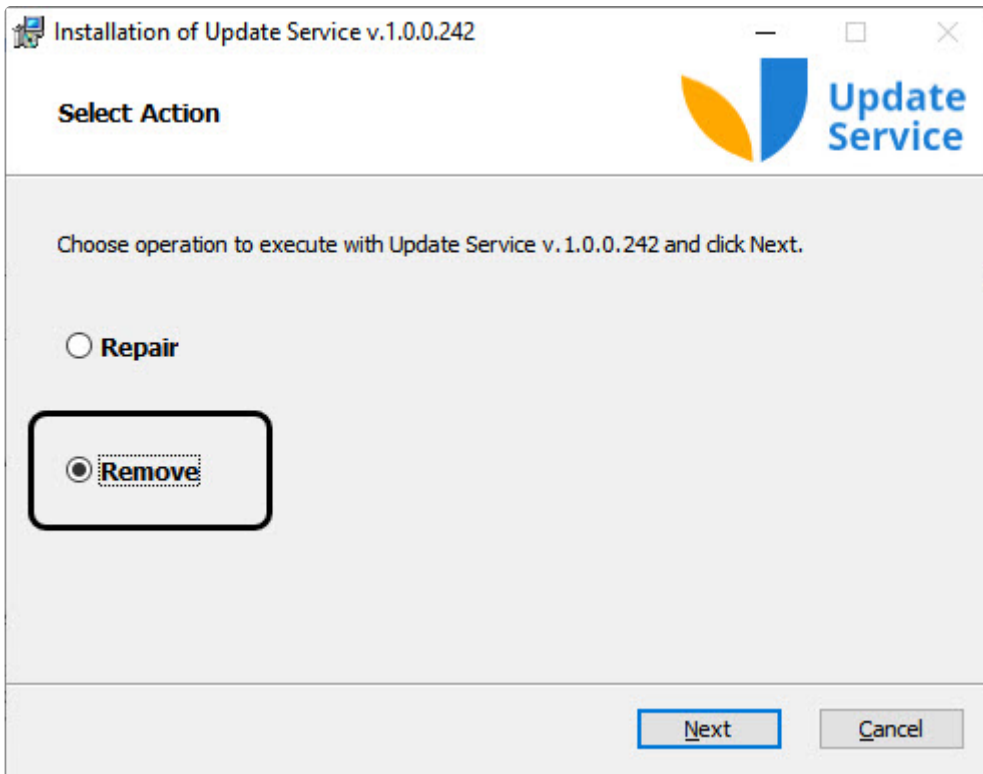 Installation of Update Service v.1.0.0.242
Select Action
Update
Service
Choose operation to execute with Update Service v.1.0.0.242 and click Next.
Repair
Remove
Next
Cancel